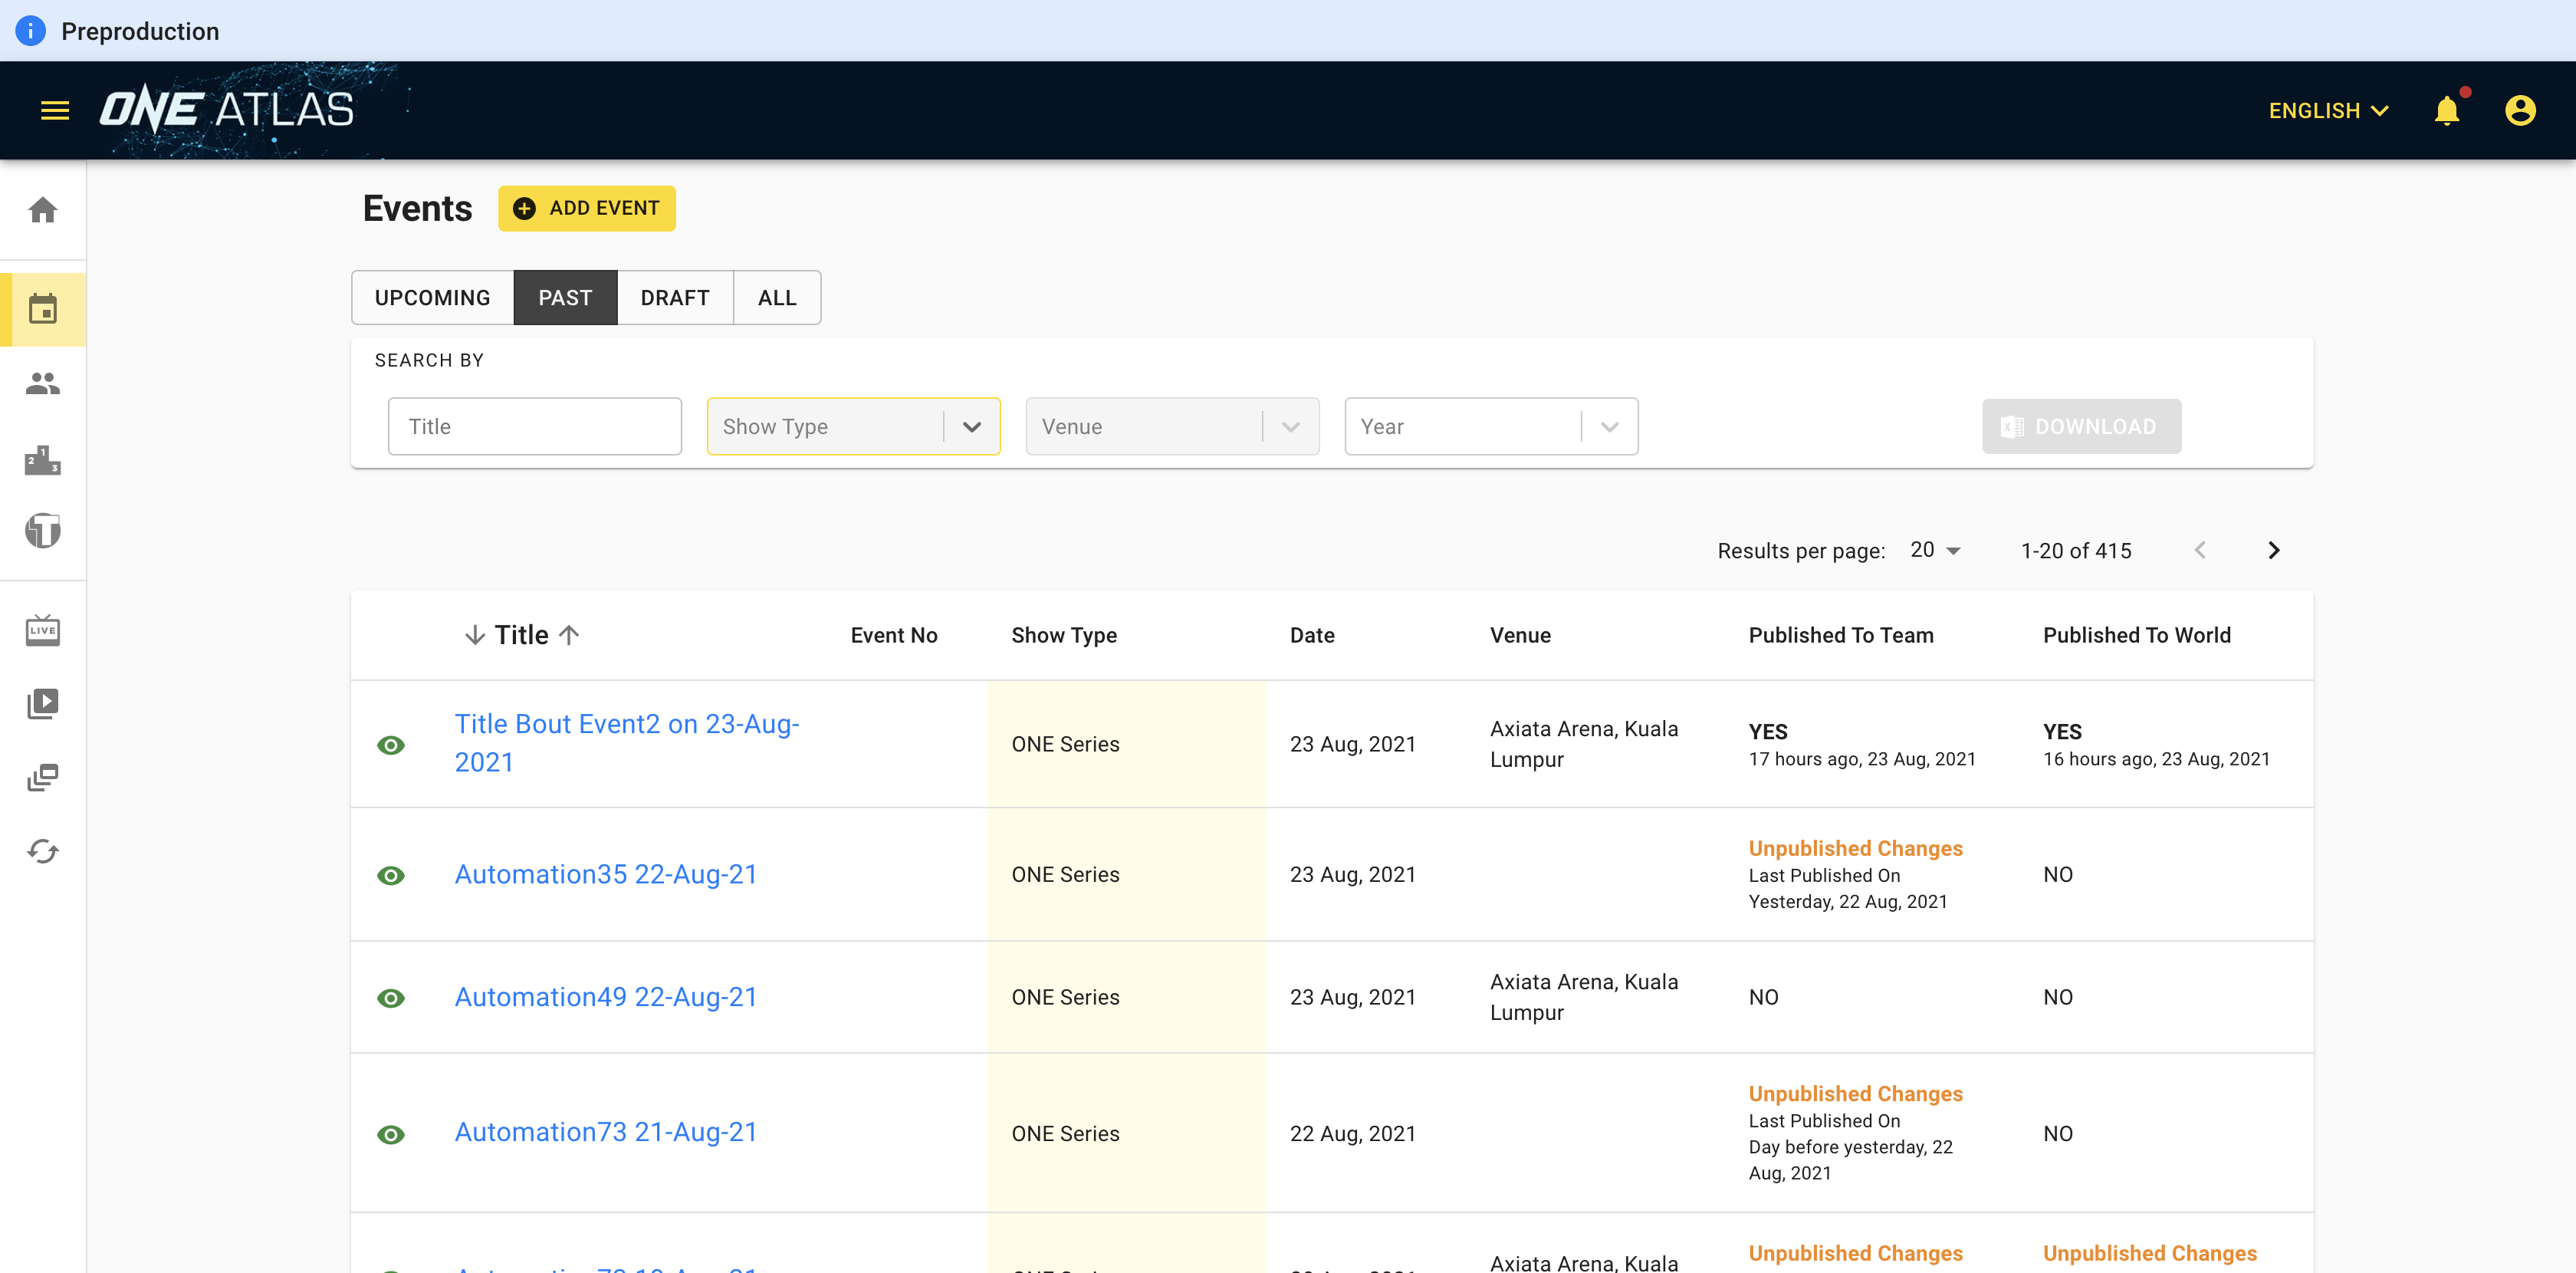 Preproduction
ONE ATLAS
ENGLISH
Events
ADD EVENT
UPCOMING
PAST
DRAFT
ALL
SEARCH BY
Title
Show Type
Venue
Year
DOWNLOAD
Results per page: 20
1-20 of 415
Title
Event No
Show Type
Date
Venue
Published To Team
Published To World
Title Bout Event2 on 23-Aug-
2021
ONE Series
23 Aug, 2021
Axiata Arena, Kuala
Lumpur
YES
17 hours ago, 23 Aug, 2021
YES
16 hours ago, 23 Aug, 2021
Automation35 22-Aug-21
ONE Series
23 Aug, 2021
Unpublished Changes
Last Published On
Yesterday, 22 Aug, 2021
NO
Automation49 22-Aug-21
ONE Series
23 Aug, 2021
Axiata Arena, Kuala
Lumpur
NO
NO
Automation73 21-Aug-21
ONE Series
22 Aug, 2021
Unpublished Changes
Last Published On
Day before yesterday, 22
Aug, 2021
NO
Axiata Arena, Kuala
Unpublished Changes
Unpublished Changes
LIVE